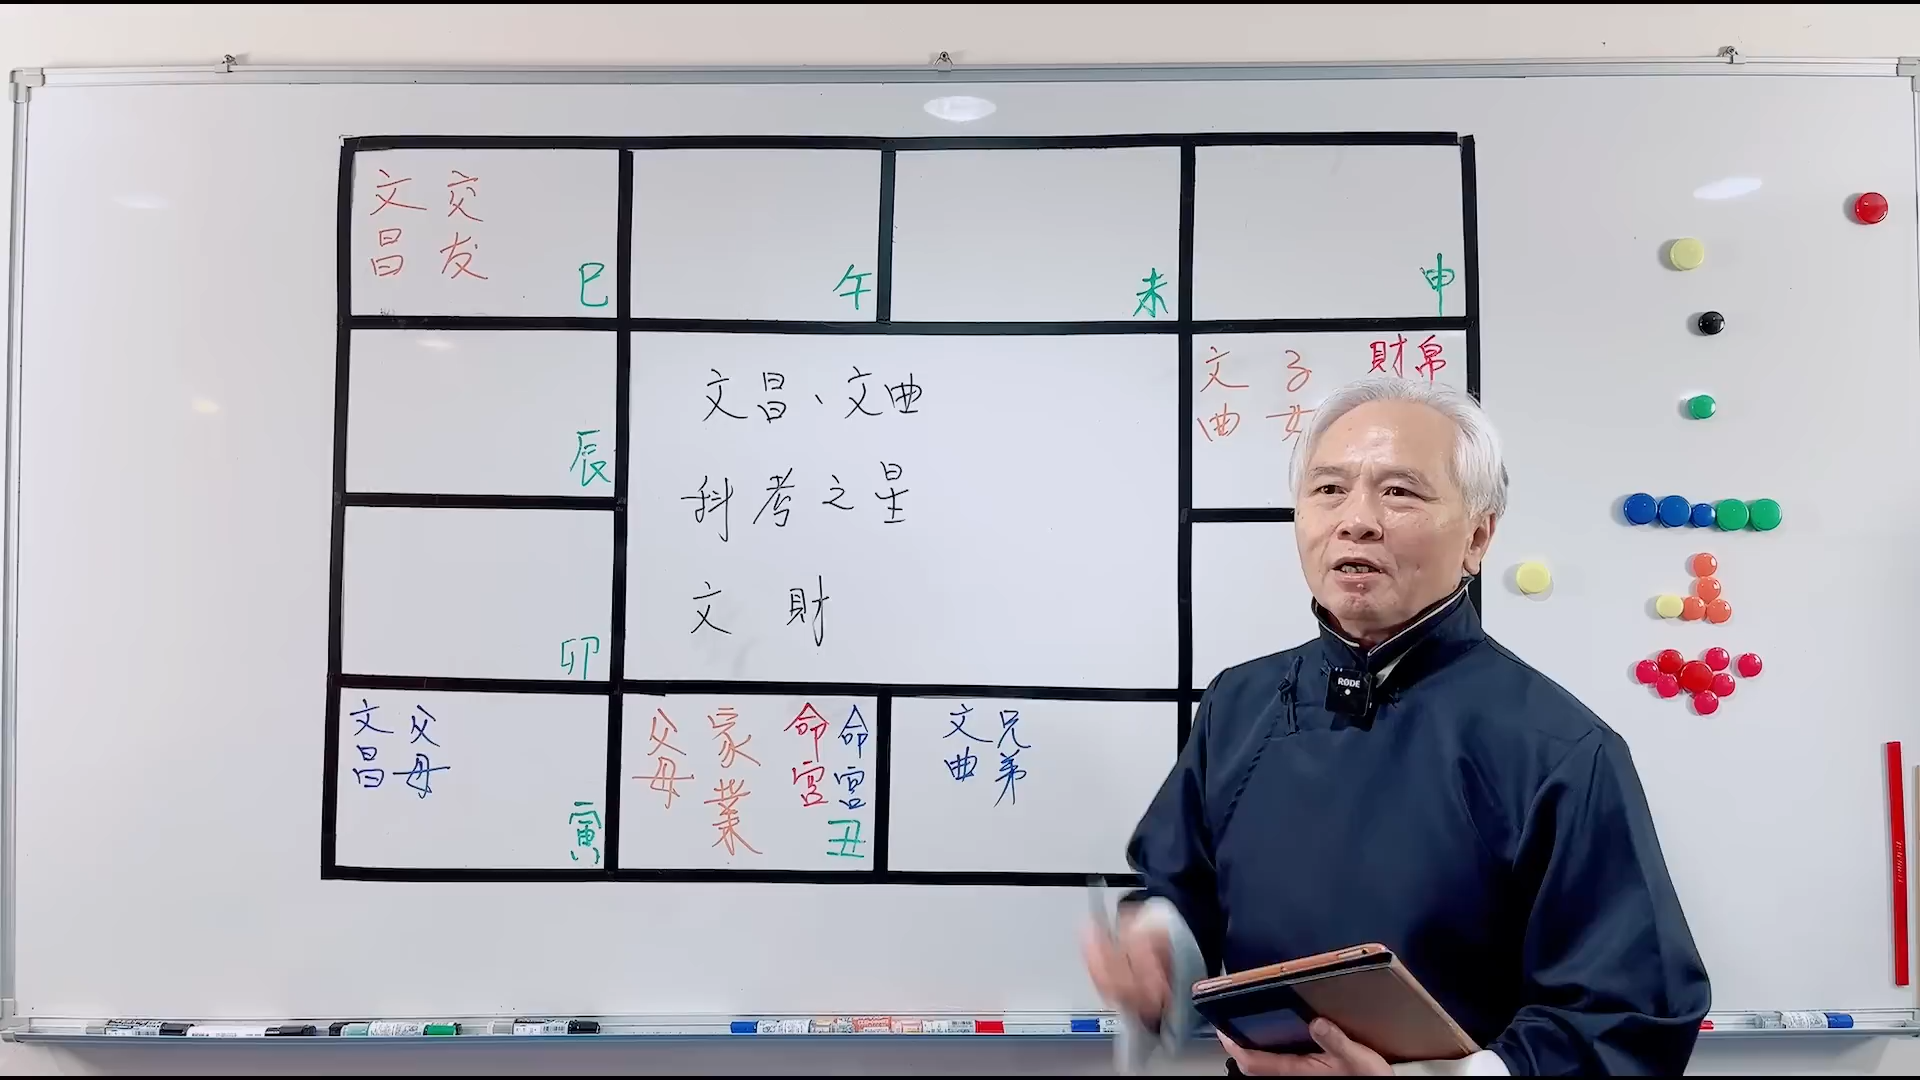 文昌
交友
巳
午
未
申
辰
文昌、文曲
科考之星
文財
文曲
子女
財帛
卯
文昌
父母
寅
父母
家業
命宮
命宮
丑
文曲
兄弟
RØDE